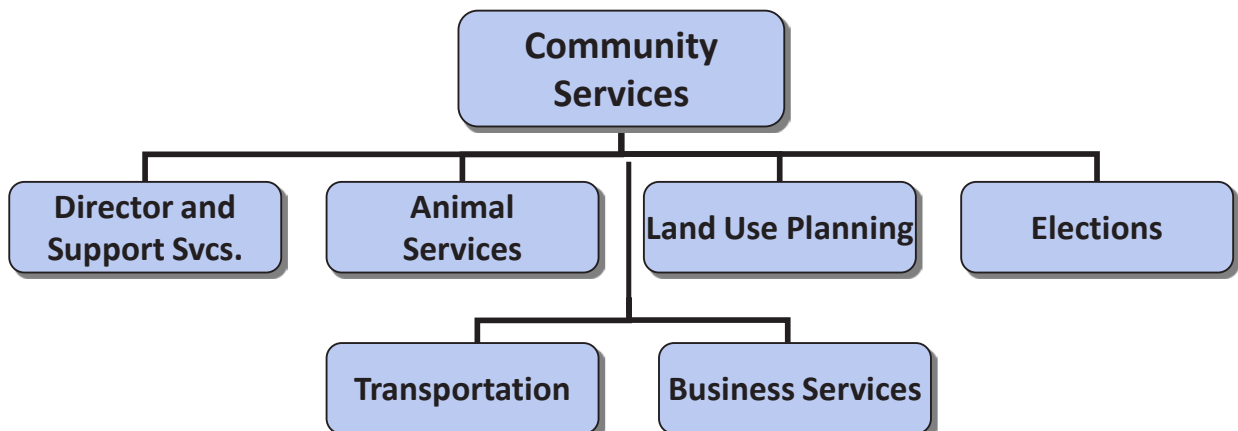 Community
Services
Director and
Support Svcs.
Animal
Services
Land Use Planning
Elections
Transportation
Business Services